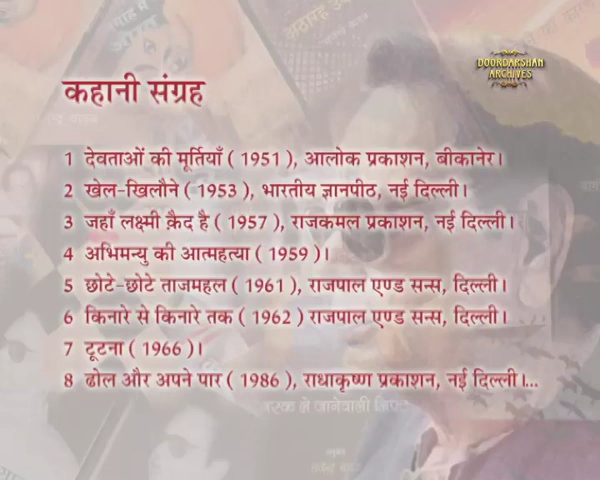 DOORDARSHAN
ARCHIVES
कहानी संग्रह
1 देवताओं की मूर्तियाँ ( 1951 ), आलोक प्रकाशन, बीकानेर।
2 खेल-खिलौने ( 1953 ), भारतीय ज्ञानपीठ, नई दिल्ली।
3 जहाँ लक्ष्मी क़ैद है ( 1957 ), राजकमल प्रकाशन, नई दिल्ली।
4 अभिमन्यु की आत्महत्या ( 1959 )।
5 छोटे-छोटे ताजमहल ( 1961 ), राजपाल एण्ड सन्स, दिल्ली।
6 किनारे से किनारे तक ( 1962 ) राजपाल एण्ड सन्स, दिल्ली।
7 टूटना ( 1966 )।
8 ढोल और अपने पार ( 1986 ), राधाकृष्ण प्रकाशन, नई दिल्ली।...